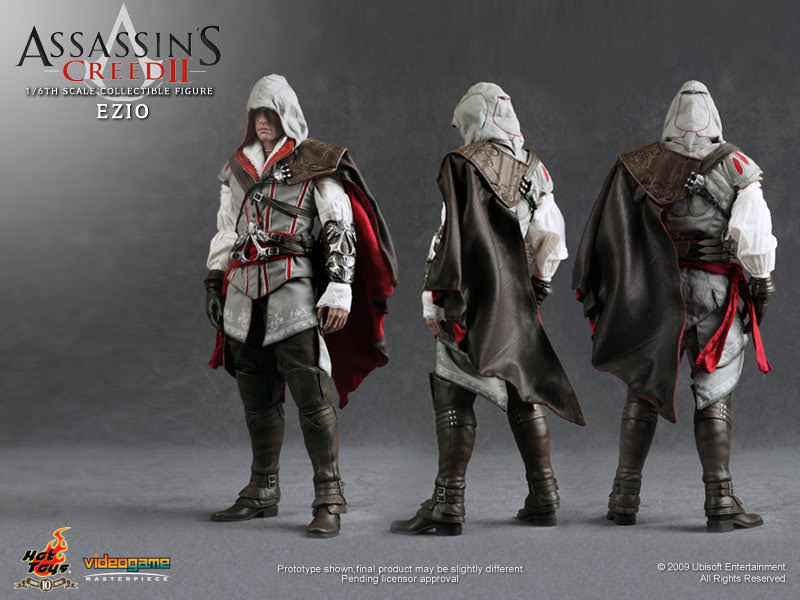 ASSASSIN'S
CREED II
1/6TH SCALE COLLECTIBLE FIGURE
EZIO
Hot Toys
10
videogame
MASTERPIECE
Prototype shown,final product may be slightly different.
Pending licensor approval
© 2009 Ubisoft Entertainment.
All Rights Reserved.